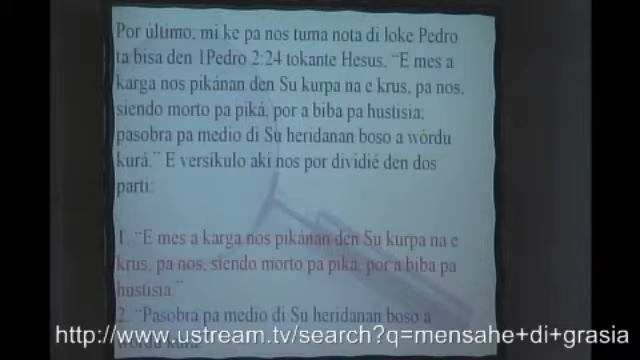 Por último, mi ke pa nos tuma nota di loke Pedro
ta bisa den 1Pedro 2:24 tokante Hesus, “E mes a
karga nos pikánan den Su kurpa na e krus, pa nos,
siendo morto pa piká, por a biba pa hustisia;
pasobra pa medio di Su heridanan boso a wòrdu
kurá.” E versíkulo aki nos por dividié den dos
parti:
1. “E mes a karga nos pikánan den Su kurpa na e
krus, pa nos, siendo morto pa piká, por a biba pa
hustisia.”
2. “Pasobra pa medio di Su heridanan boso a
wòrdu kurá.
http://www.ustream.tv/search?q=mensahe+di+grasia